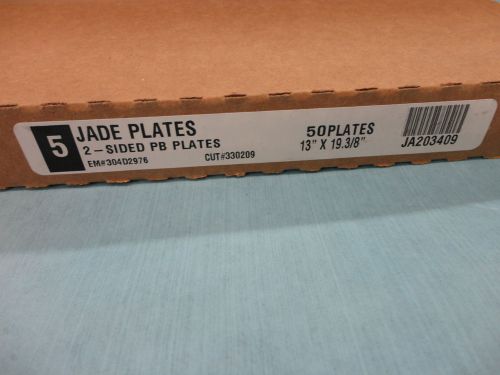 5
JADE PLATES
2-SIDED PB PLATES
EM#304D2976 CUT#330209
50PLATES
13" X 19.3/8"
JA203409